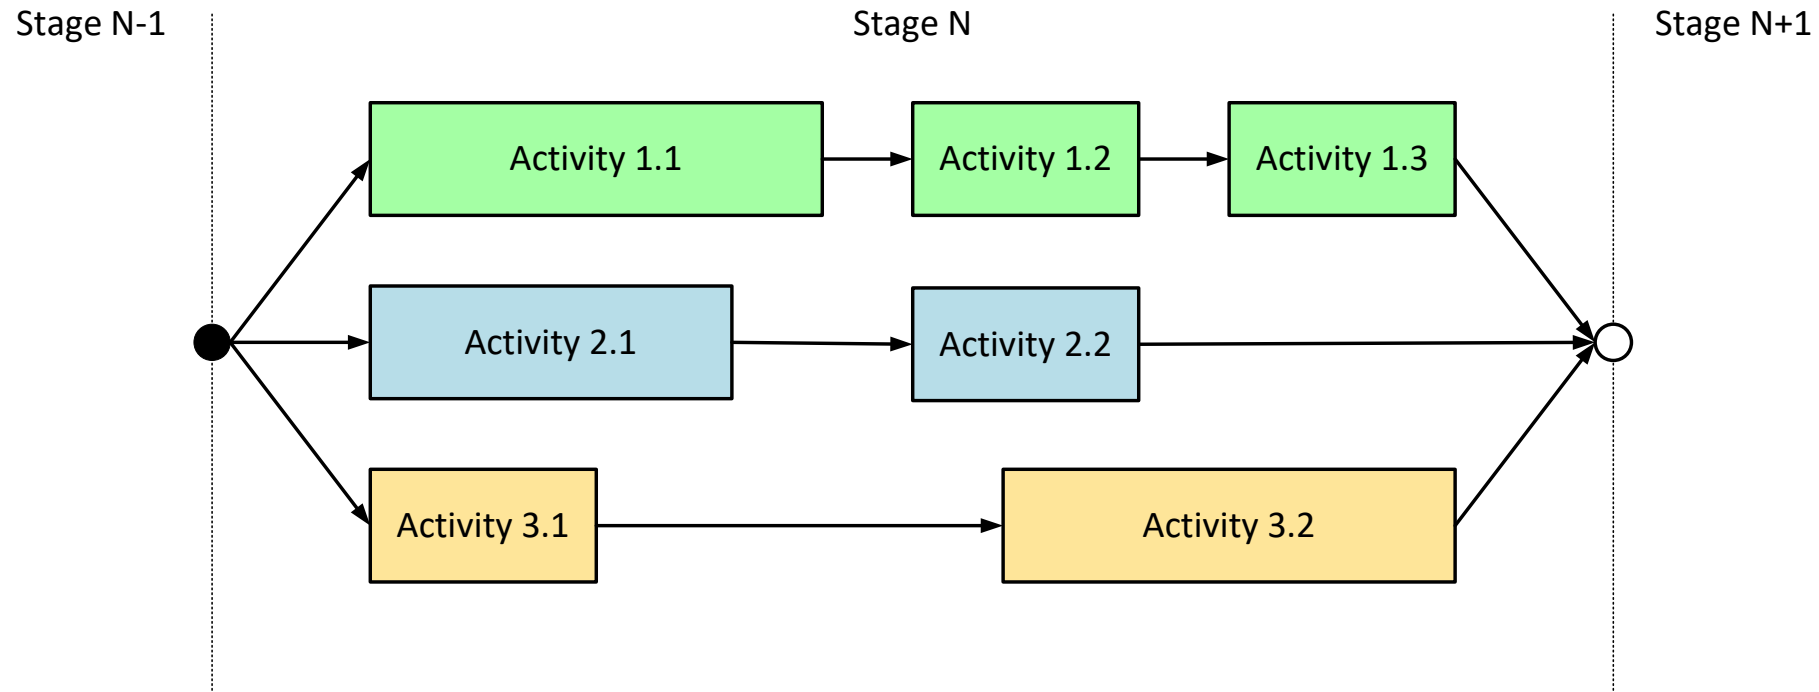 Stage N-1
Stage N
Stage N+1
Activity 1.1
Activity 1.2
Activity 1.3
Activity 2.1
Activity 2.2
Activity 3.1
Activity 3.2